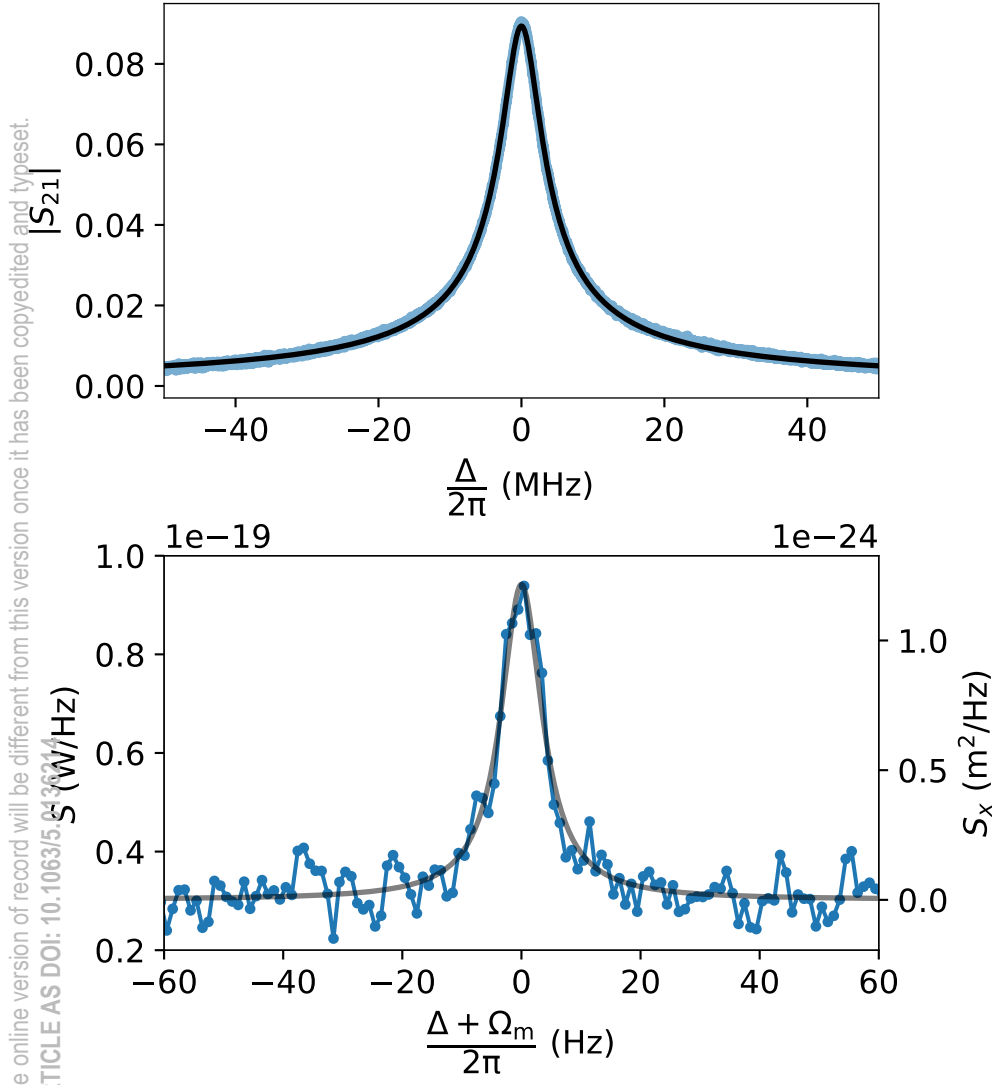 0.08
0.06
0.04
0.02
0.00
|S₂₁|
−40 −20 0 20 40
Δ/2π (MHz)
1e−19 1e−24
1.0
0.8
0.6
0.4
0.2
S (W/Hz)
1.0
0.5
0.0
Sₓ (m²/Hz)
−60 −40 −20 0 20 40 60
Δ + Ωₘ/2π (Hz)
e online version of record will be different from this version once it has been copyedited and typeset.
TICLE AS DOI: 10.1063/5.0136214